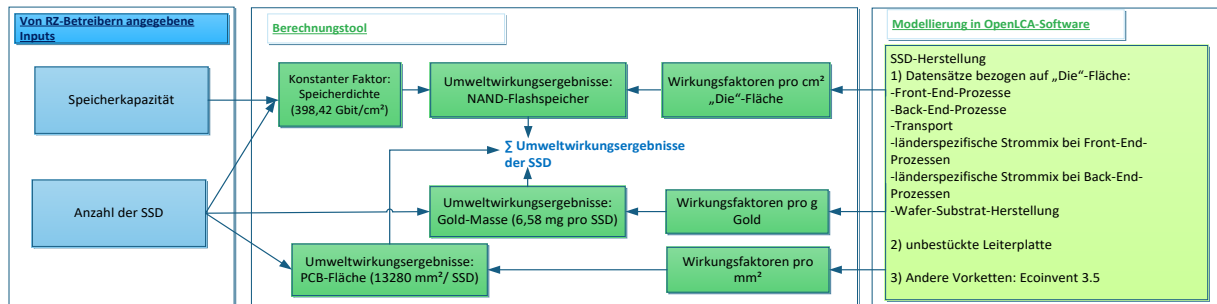 Von RZ-Betreibern angegebene
Inputs
Speicherkapazität
Anzahl der SSD
Berechnungstool
Konstanter Faktor:
Speicherdichte
(398,42 Gbit/cm²)
Umweltwirkungsergebnisse:
NAND-Flashspeicher
Wirkungsfaktoren pro cm²
„Die“-Fläche
∑ Umweltwirkungsergebnisse
der SSD
Umweltwirkungsergebnisse:
Gold-Masse (6,58 mg pro SSD)
Wirkungsfaktoren pro g
Gold
Umweltwirkungsergebnisse:
PCB-Fläche (13280 mm²/ SSD)
Wirkungsfaktoren pro
mm²
Modellierung in OpenLCA-Software
SSD-Herstellung
1) Datensätze bezogen auf „Die“-Fläche:
-Front-End-Prozesse
-Back-End-Prozesse
-Transport
-länderspezifische Strommix bei Front-End-
Prozessen
-länderspezifische Strommix bei Back-End-
Prozessen
-Wafer-Substrat-Herstellung
2) unbestückte Leiterplatte
3) Andere Vorketten: Ecoinvent 3.5